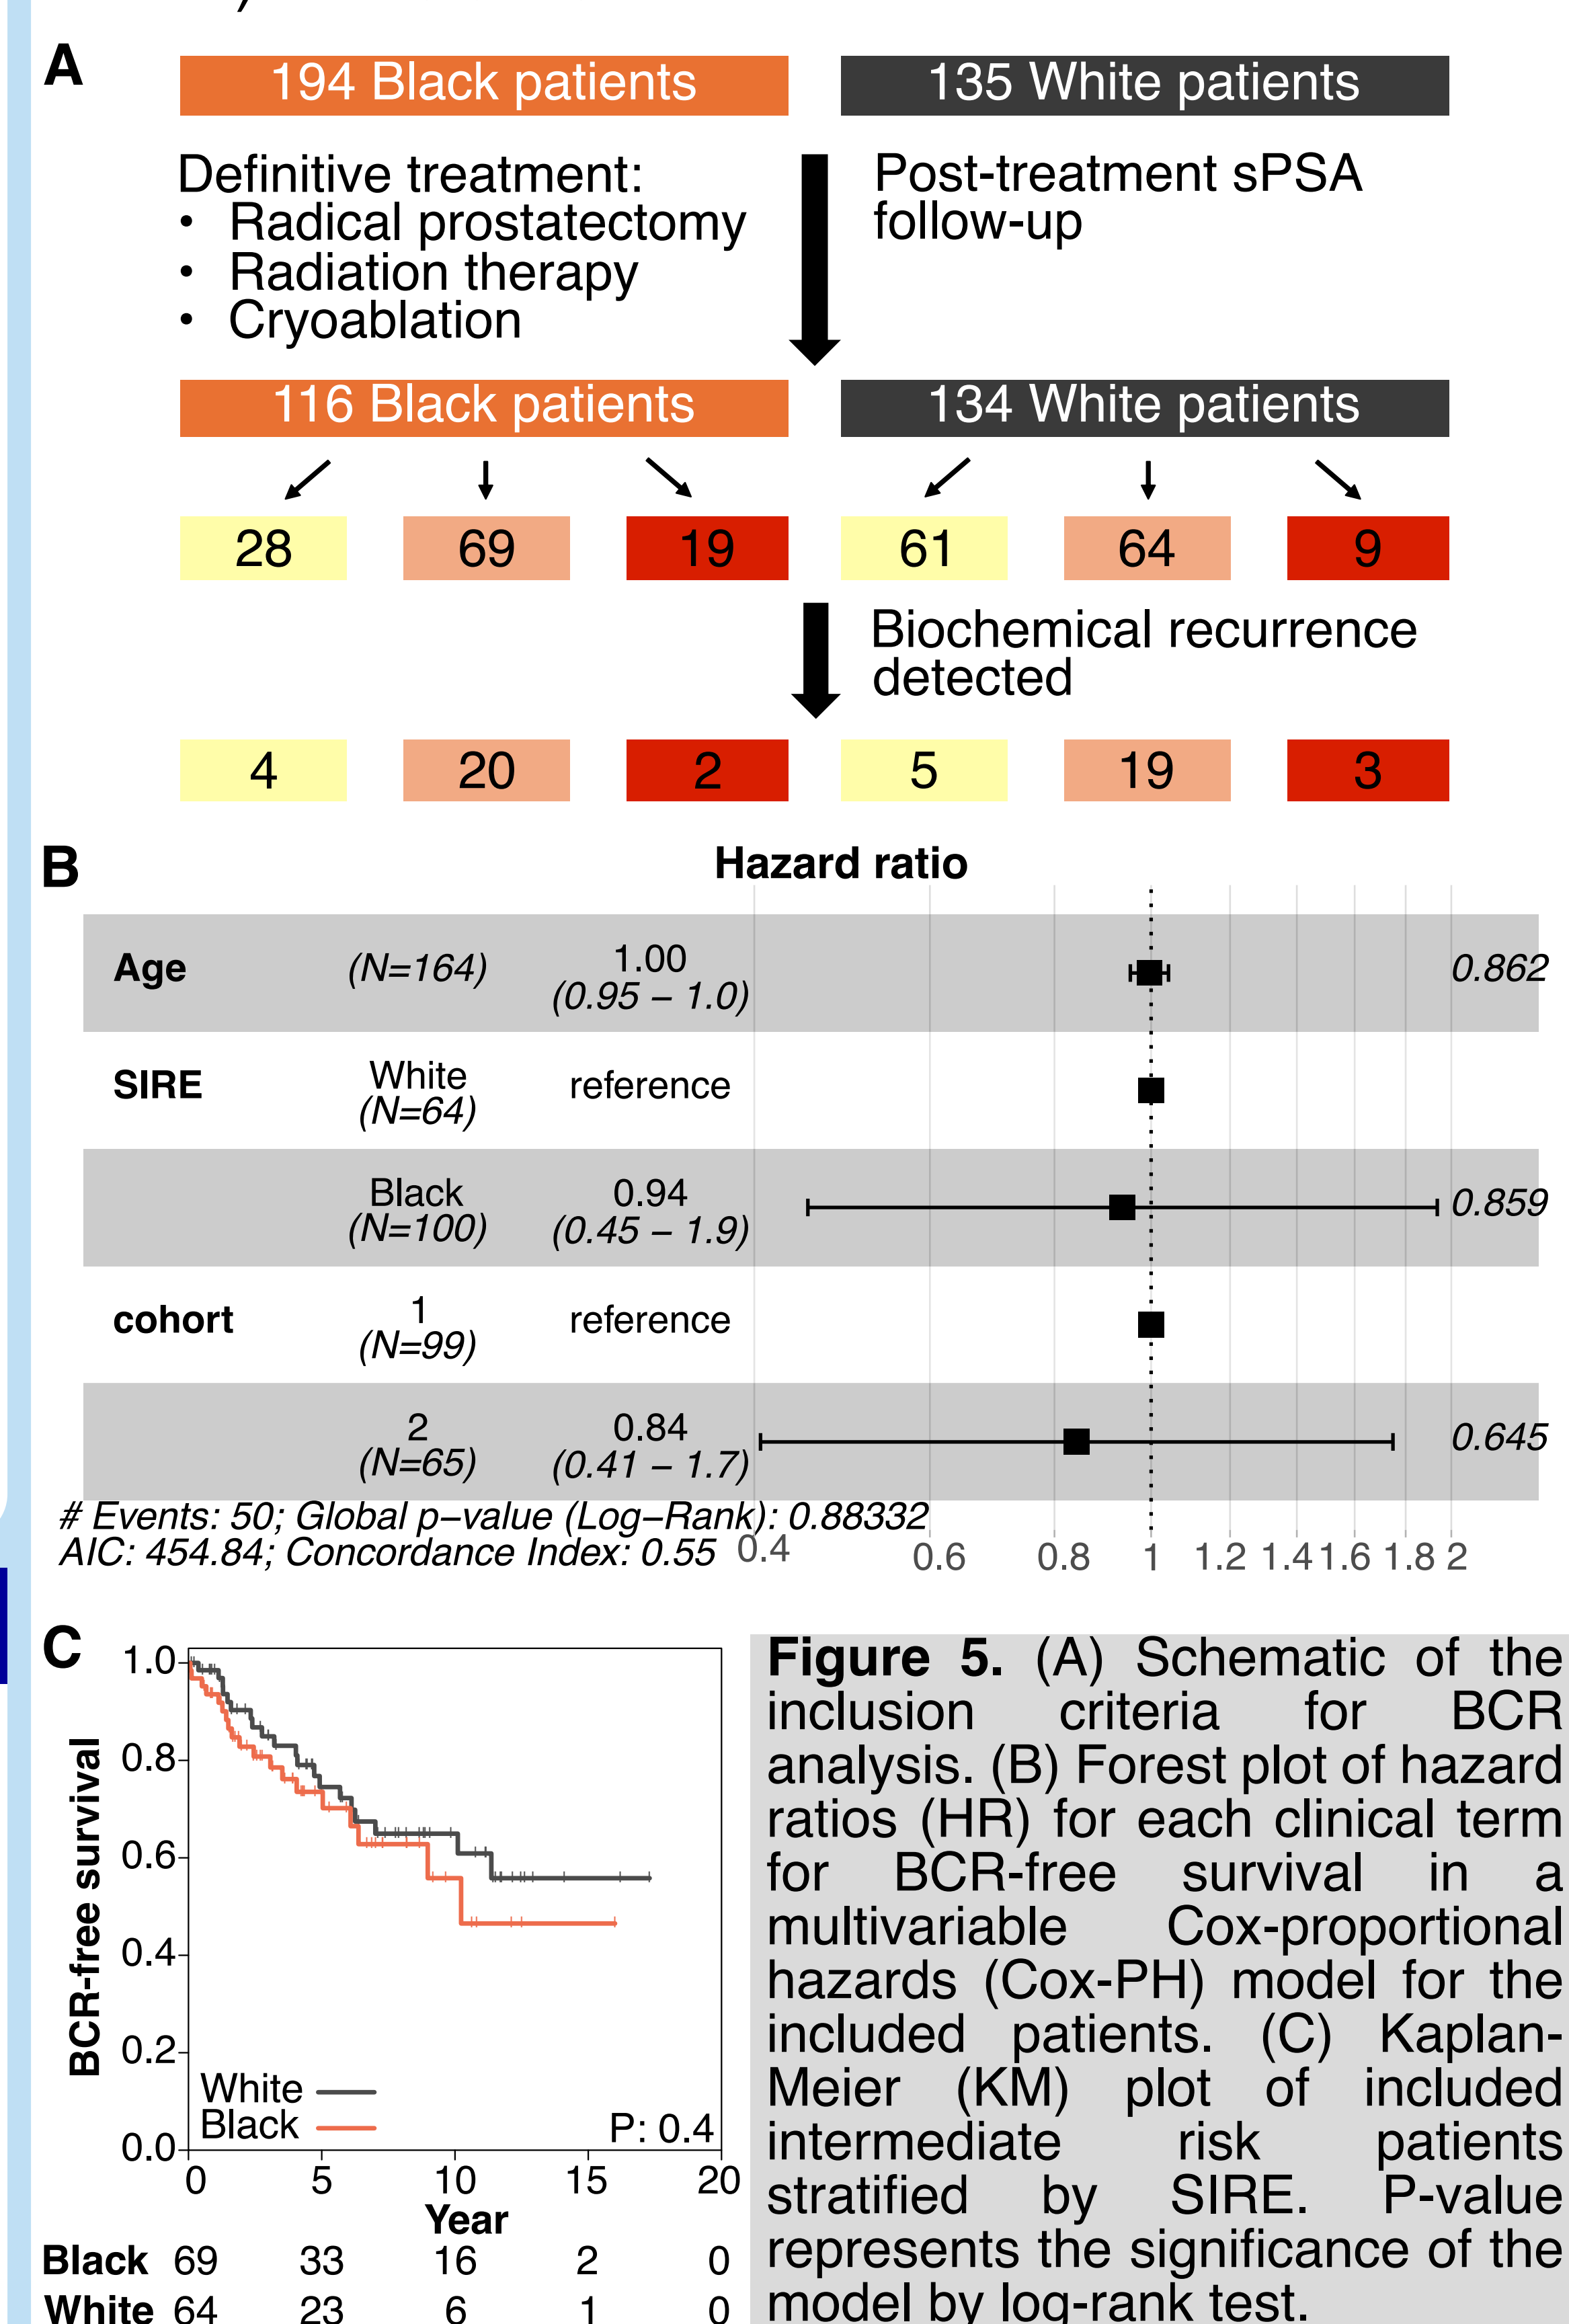 A
194 Black patients
135 White patients
Definitive treatment:
• Radical prostatectomy
• Radiation therapy
• Cryoablation
Post-treatment sPSA
follow-up
116 Black patients
134 White patients
28 69 19 61 64 9
Biochemical recurrence
detected
4 20 2 5 19 3
B
Hazard ratio
Age (N=164) 1.00 (0.95 – 1.0) 0.862
SIRE White (N=64) reference
Black (N=100) 0.94 (0.45 – 1.9) 0.859
cohort 1 (N=99) reference
2 (N=65) 0.84 (0.41 – 1.7) 0.645
# Events: 50; Global p–value (Log–Rank): 0.88332
AIC: 454.84; Concordance Index: 0.55
0.4 0.6 0.8 1 1.2 1.4 1.6 1.8 2
C
BCR-free survival
1.0
0.8
0.6
0.4
0.2
0.0
White
Black
P: 0.4
0 5 10 15 20
Year
Black 69 33 16 2 0
White 64 23 6 1 0
Figure 5. (A) Schematic of the
inclusion criteria for BCR
analysis. (B) Forest plot of hazard
ratios (HR) for each clinical term
for BCR-free survival in a
multivariable Cox-proportional
hazards (Cox-PH) model for the
included patients. (C) Kaplan-
Meier (KM) plot of included
intermediate risk patients
stratified by SIRE. P-value
represents the significance of the
model by log-rank test.